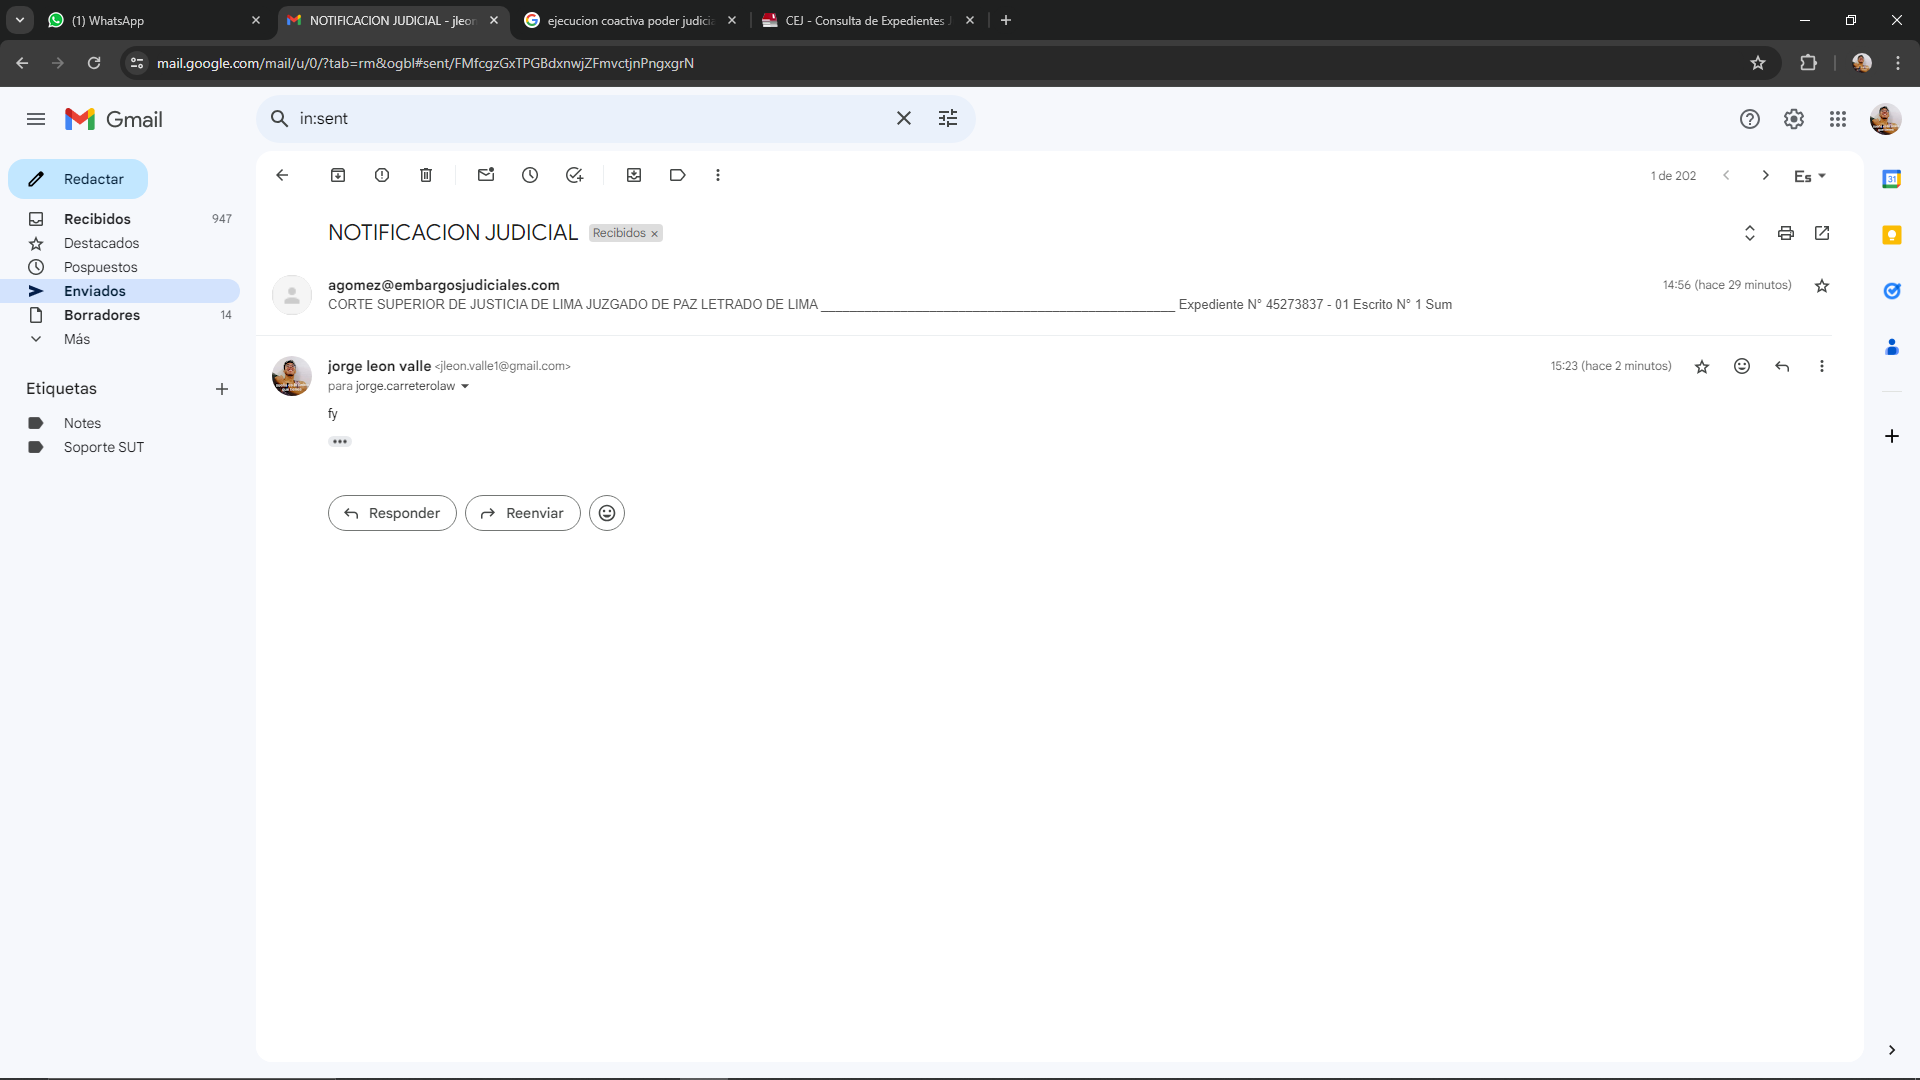 (1) WhatsApp
NOTIFICACION JUDICIAL - jleon
ejecucion coactiva poder judicia
CEJ - Consulta de Expedientes J
mail.google.com/mail/u/0/?tab=rm&ogbl#sent/FMfcgzGxTPGBdxnwjZFmvctjnPngxgrN
Gmail
in:sent
Redactar
Recibidos 947
Destacados
Pospuestos
Enviados
Borradores 14
Más
Etiquetas
Notes
Soporte SUT
1 de 202
Es
NOTIFICACION JUDICIAL Recibidos
agomez@embargosjudiciales.com
14:56 (hace 29 minutos)
CORTE SUPERIOR DE JUSTICIA DE LIMA JUZGADO DE PAZ LETRADO DE LIMA ________________________________________________ Expediente N° 45273837 - 01 Escrito N° 1 Sum
jorge leon valle <jleon.valle1@gmail.com>
15:23 (hace 2 minutos)
para jorge.carreterolaw
fy
Responder
Reenviar
31